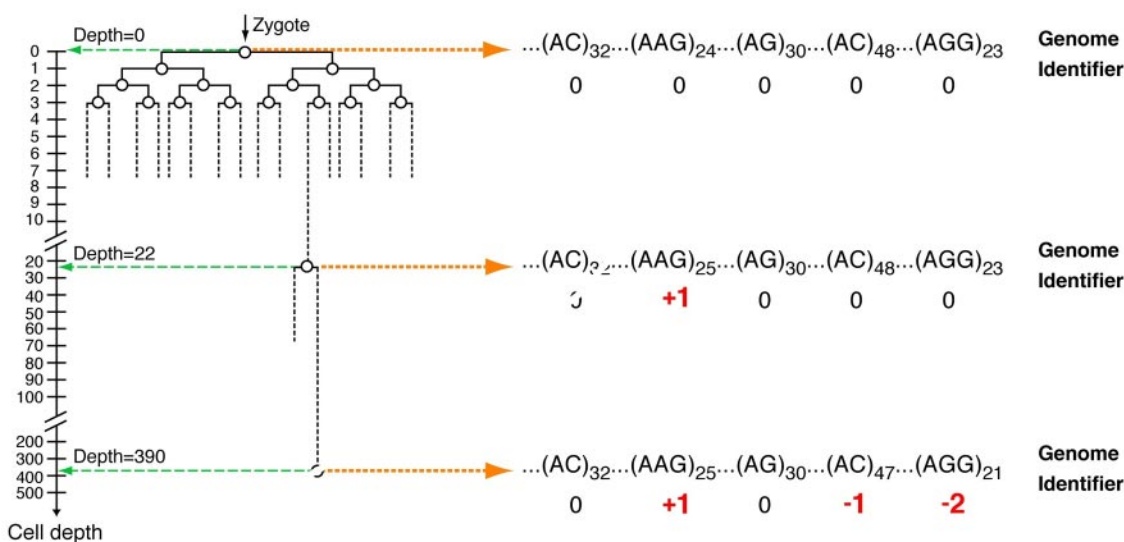 Zygote
Depth=0
...(AC)32...(AAG)24...(AG)30...(AC)48...(AGG)23
0 0 0 0 0
Genome
Identifier
0
1
2
3
4
5
6
7
8
9
10
Depth=22
...(AC) ...(AAG)25...(AG)30...(AC)48...(AGG)23
+1 0 0 0
Genome
Identifier
20
30
40
50
60
70
80
90
100
Depth=390
...(AC)32...(AAG)25...(AG)30...(AC)47...(AGG)21
0 +1 0 -1 -2
Genome
Identifier
200
300
400
500
Cell depth